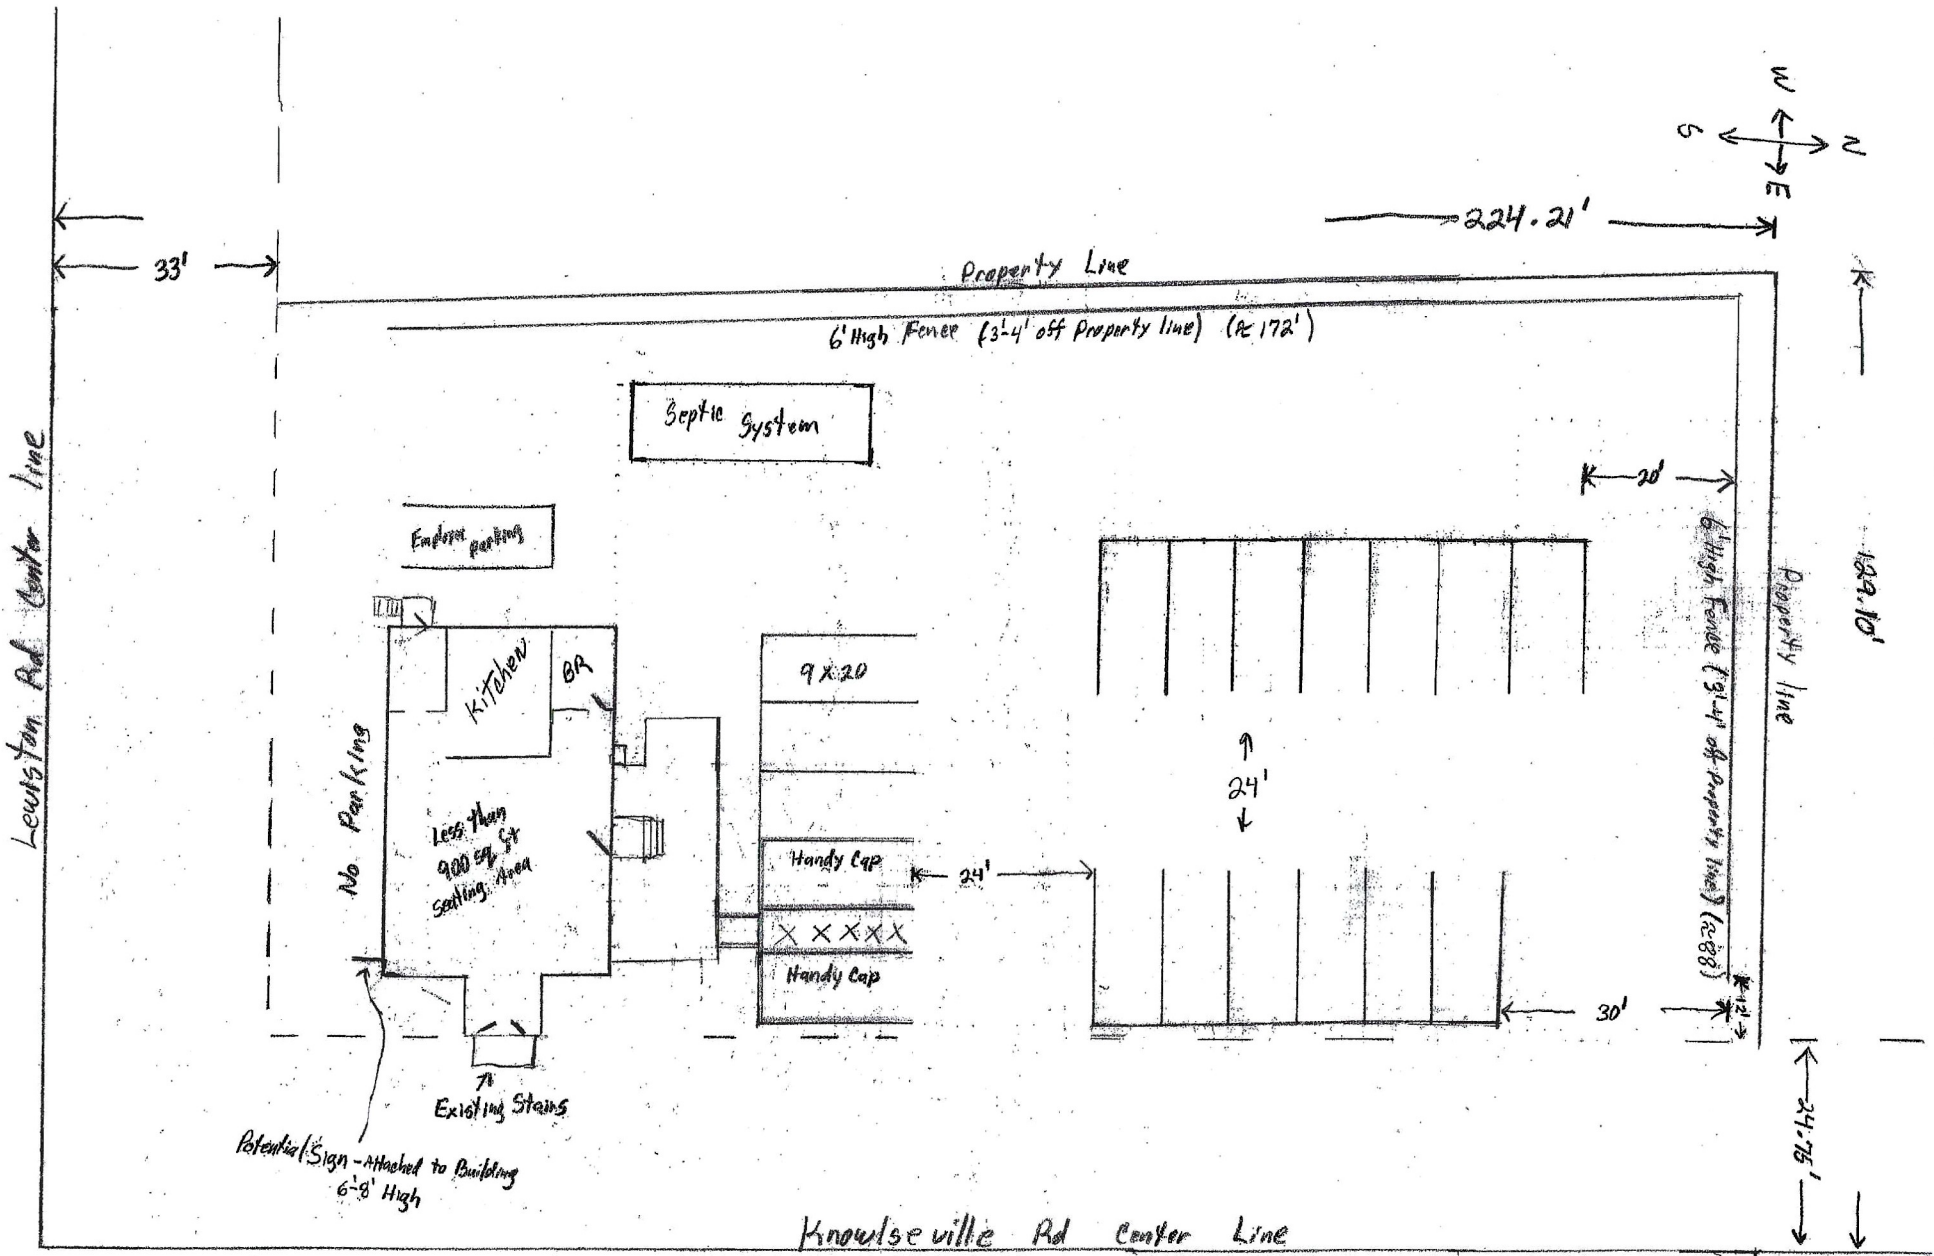 W
S
N
E
224.21'
33'
Property Line
6' High Fence (3'-4' off Property line) (≈ 172')
Septic System
20'
Employee parking
129.10'
Property line
6' High Fence (3'-4' off Property line) (≈88')
Lewiston Rd Center line
Kitchen
BR
9 x 20
No Parking
24'
Less than
900 sq ft
Seating Area
Handy Cap
24'
X X X X X
Handy Cap
30'
12'
Existing Stairs
24.75'
Potential Sign - Attached to Building
6'-8' High
Knowlseville Rd Center Line